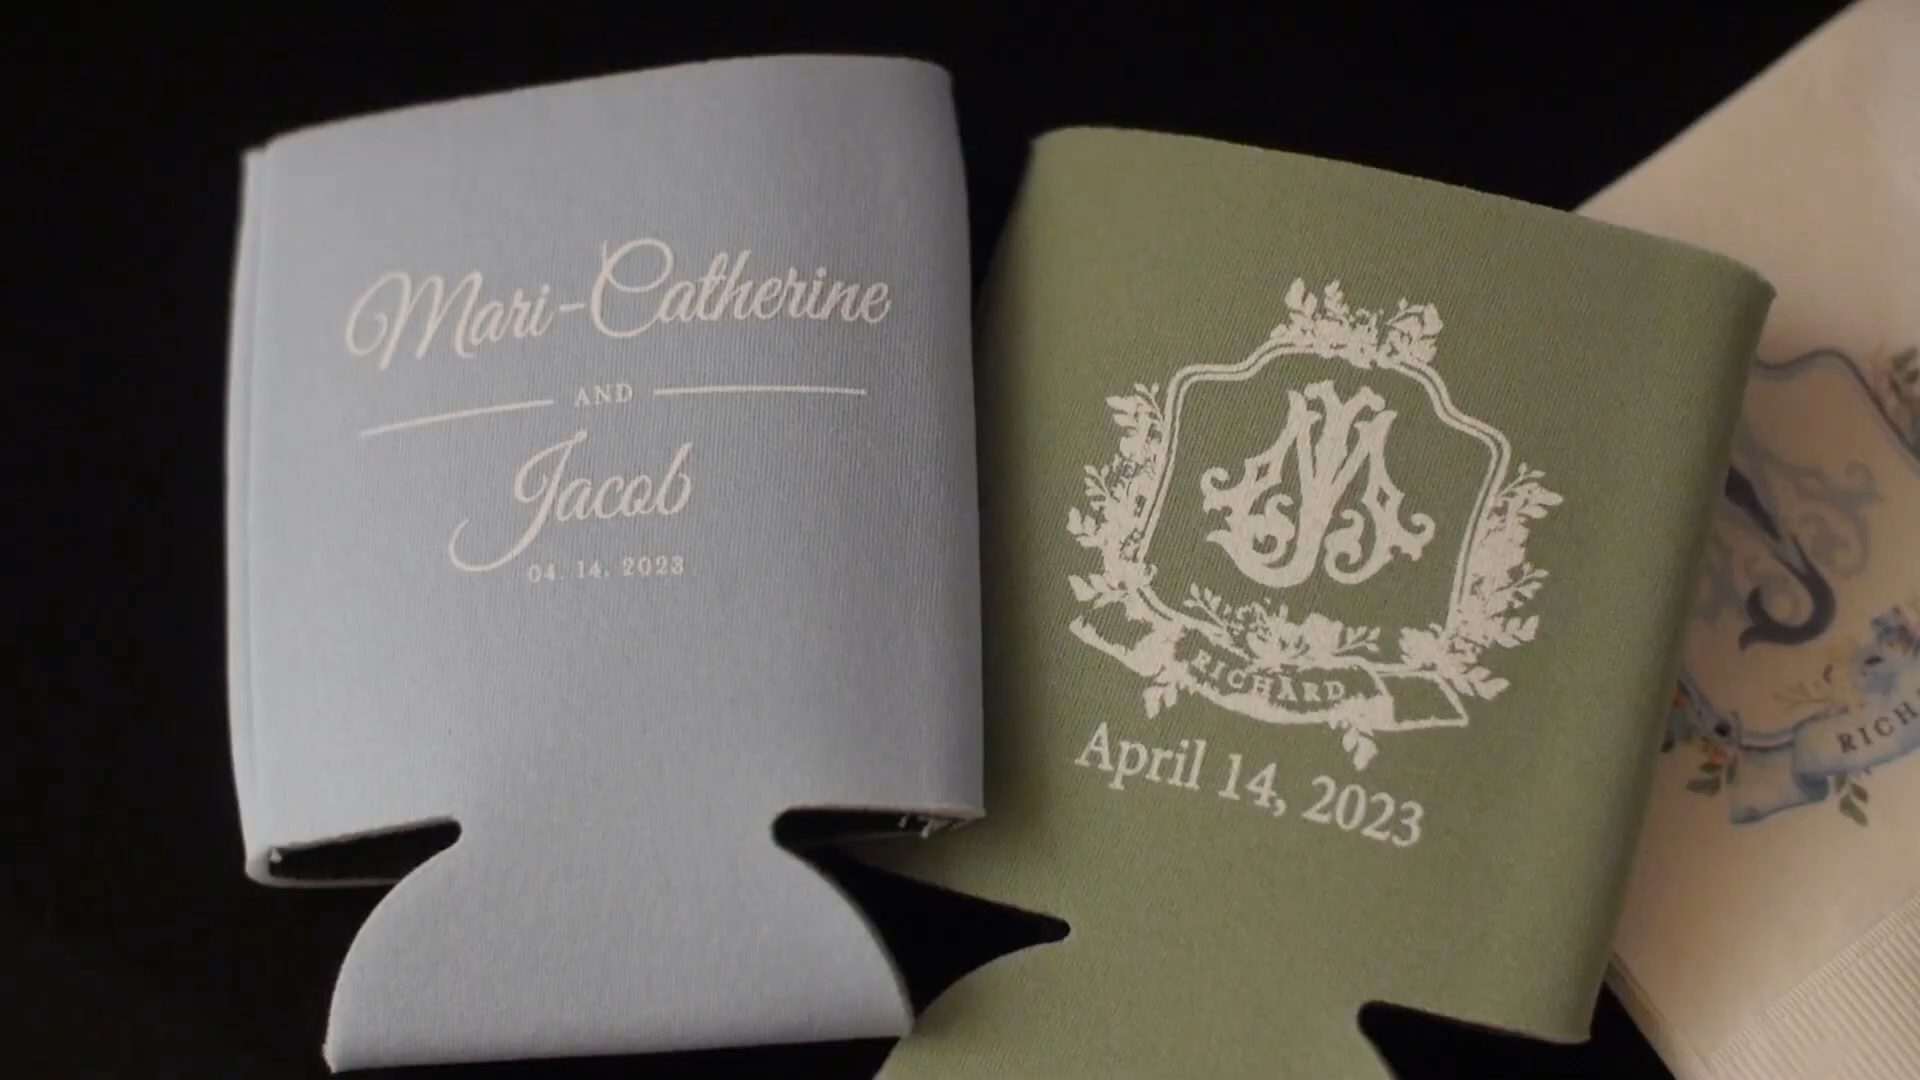 Mari-Catherine
AND
Jacob
04. 14. 2023
RICHARD
April 14, 2023